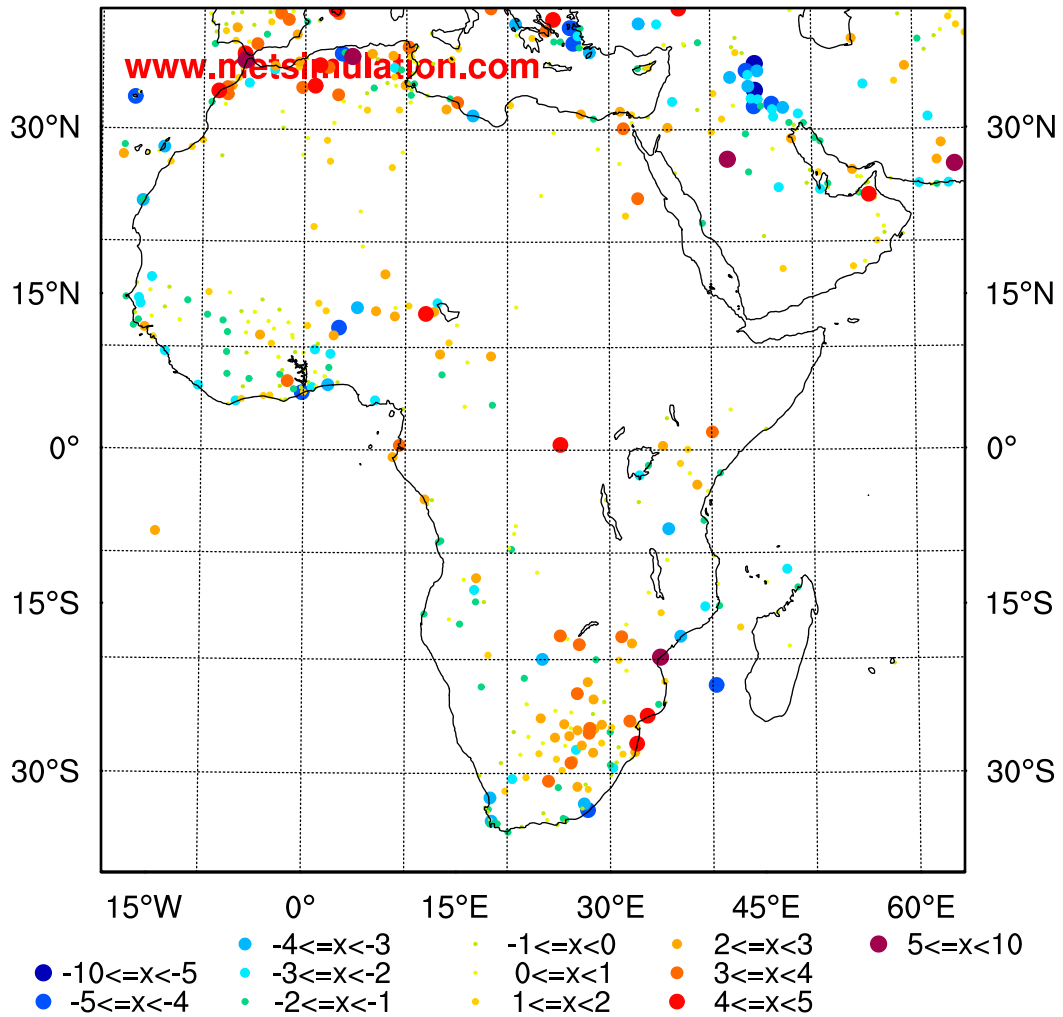 www.metsimulation.com
30°N 30°N
15°N 15°N
0° 0°
15°S 15°S
30°S 30°S
15°W 0° 15°E 30°E 45°E 60°E
-4<=x<-3 -1<=x<0 2<=x<3 5<=x<10
-10<=x<-5 -3<=x<-2 0<=x<1 3<=x<4
-5<=x<-4 -2<=x<-1 1<=x<2 4<=x<5